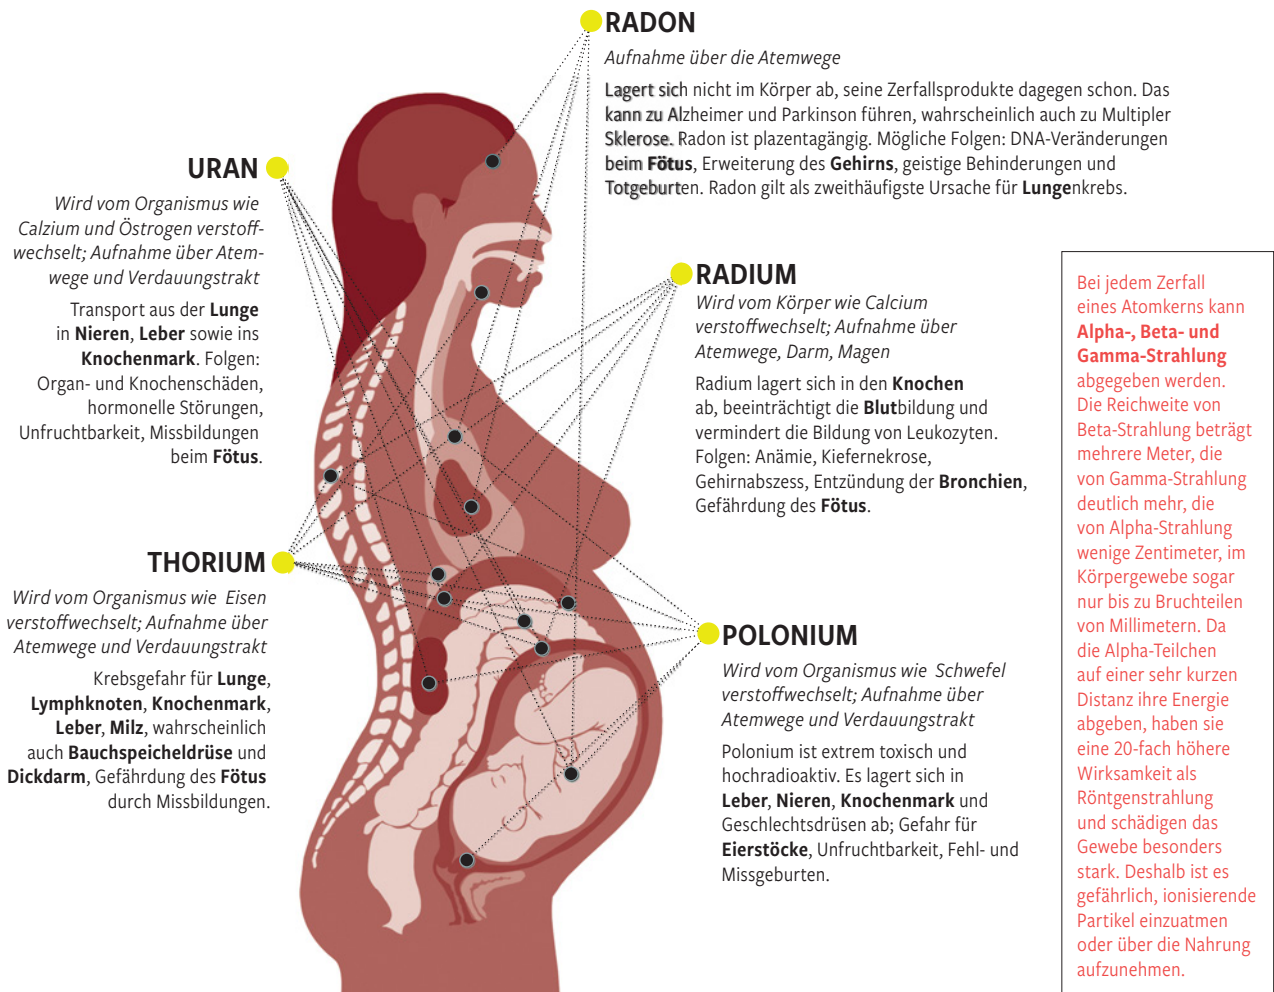 RADON
Aufnahme über die Atemwege
Lagert sich nicht im Körper ab, seine Zerfallsprodukte dagegen schon. Das
kann zu Alzheimer und Parkinson führen, wahrscheinlich auch zu Multipler
Sklerose. Radon ist plazentagängig. Mögliche Folgen: DNA-Veränderungen
beim Fötus, Erweiterung des Gehirns, geistige Behinderungen und
Totgeburten. Radon gilt als zweithäufigste Ursache für Lungenkrebs.
URAN
Wird vom Organismus wie
Calzium und Östrogen verstoff-
wechselt; Aufnahme über Atem-
wege und Verdauungstrakt
Transport aus der Lunge
in Nieren, Leber sowie ins
Knochenmark. Folgen:
Organ- und Knochenschäden,
hormonelle Störungen,
Unfruchtbarkeit, Missbildungen
beim Fötus.
RADIUM
Wird vom Körper wie Calcium
verstoffwechselt; Aufnahme über
Atemwege, Darm, Magen
Radium lagert sich in den Knochen
ab, beeinträchtigt die Blutbildung und
vermindert die Bildung von Leukozyten.
Folgen: Anämie, Kiefernekrose,
Gehirnabszess, Entzündung der Bronchien,
Gefährdung des Fötus.
THORIUM
Wird vom Organismus wie Eisen
verstoffwechselt; Aufnahme über
Atemwege und Verdauungstrakt
Krebsgefahr für Lunge,
Lymphknoten, Knochenmark,
Leber, Milz, wahrscheinlich
auch Bauchspeicheldrüse und
Dickdarm, Gefährdung des Fötus
durch Missbildungen.
POLONIUM
Wird vom Organismus wie Schwefel
verstoffwechselt; Aufnahme über
Atemwege und Verdauungstrakt
Polonium ist extrem toxisch und
hochradioaktiv. Es lagert sich in
Leber, Nieren, Knochenmark und
Geschlechtsdrüsen ab; Gefahr für
Eierstöcke, Unfruchtbarkeit, Fehl- und
Missgeburten.
Bei jedem Zerfall
eines Atomkerns kann
Alpha-, Beta- und
Gamma-Strahlung
abgegeben werden.
Die Reichweite von
Beta-Strahlung beträgt
mehrere Meter, die
von Gamma-Strahlung
deutlich mehr, die
von Alpha-Strahlung
wenige Zentimeter, im
Körpergewebe sogar
nur bis zu Bruchteilen
von Millimetern. Da
die Alpha-Teilchen
auf einer sehr kurzen
Distanz ihre Energie
abgeben, haben sie
eine 20-fach höhere
Wirksamkeit als
Röntgenstrahlung
und schädigen das
Gewebe besonders
stark. Deshalb ist es
gefährlich, ionisierende
Partikel einzuatmen
oder über die Nahrung
aufzunehmen.